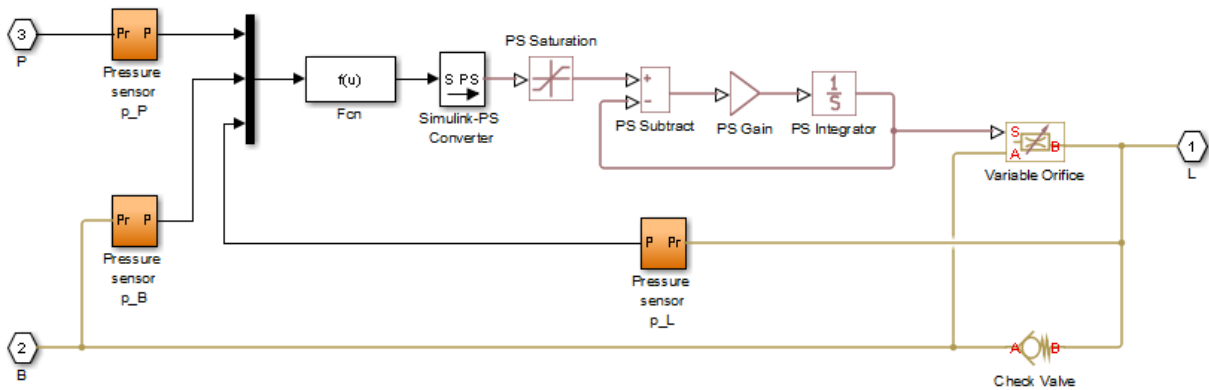 3
P
Pr P
Pressure
sensor
p_P
f(u)
Fcn
S PS
Simulink-PS
Converter
PS Saturation
+
-
PS Subtract
PS Gain
1
S
PS Integrator
S
A
B
Variable Orifice
1
L
Pr P
Pressure
sensor
p_B
P Pr
Pressure
sensor
p_L
2
B
A
B
Check Valve